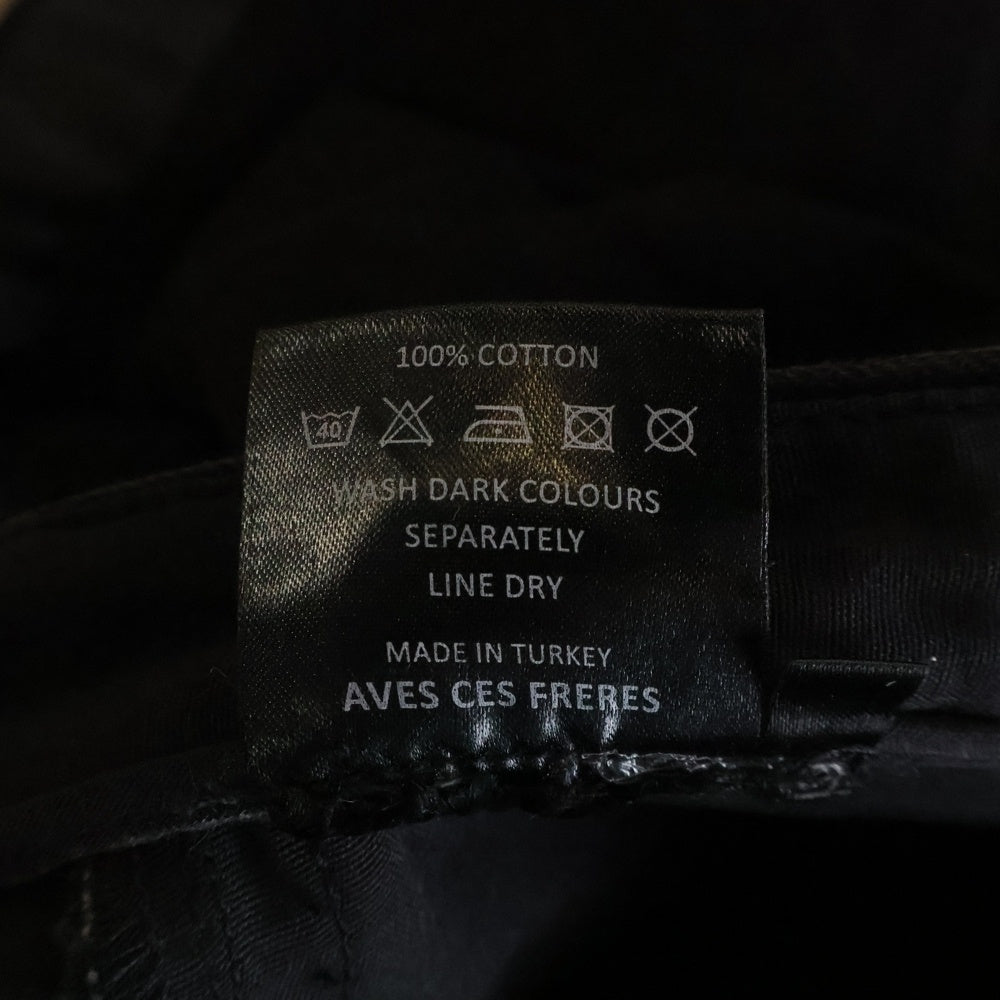 100% COTTON
40
WASH DARK COLOURS
SEPARATELY
LINE DRY
MADE IN TURKEY
AVES CES FRERES